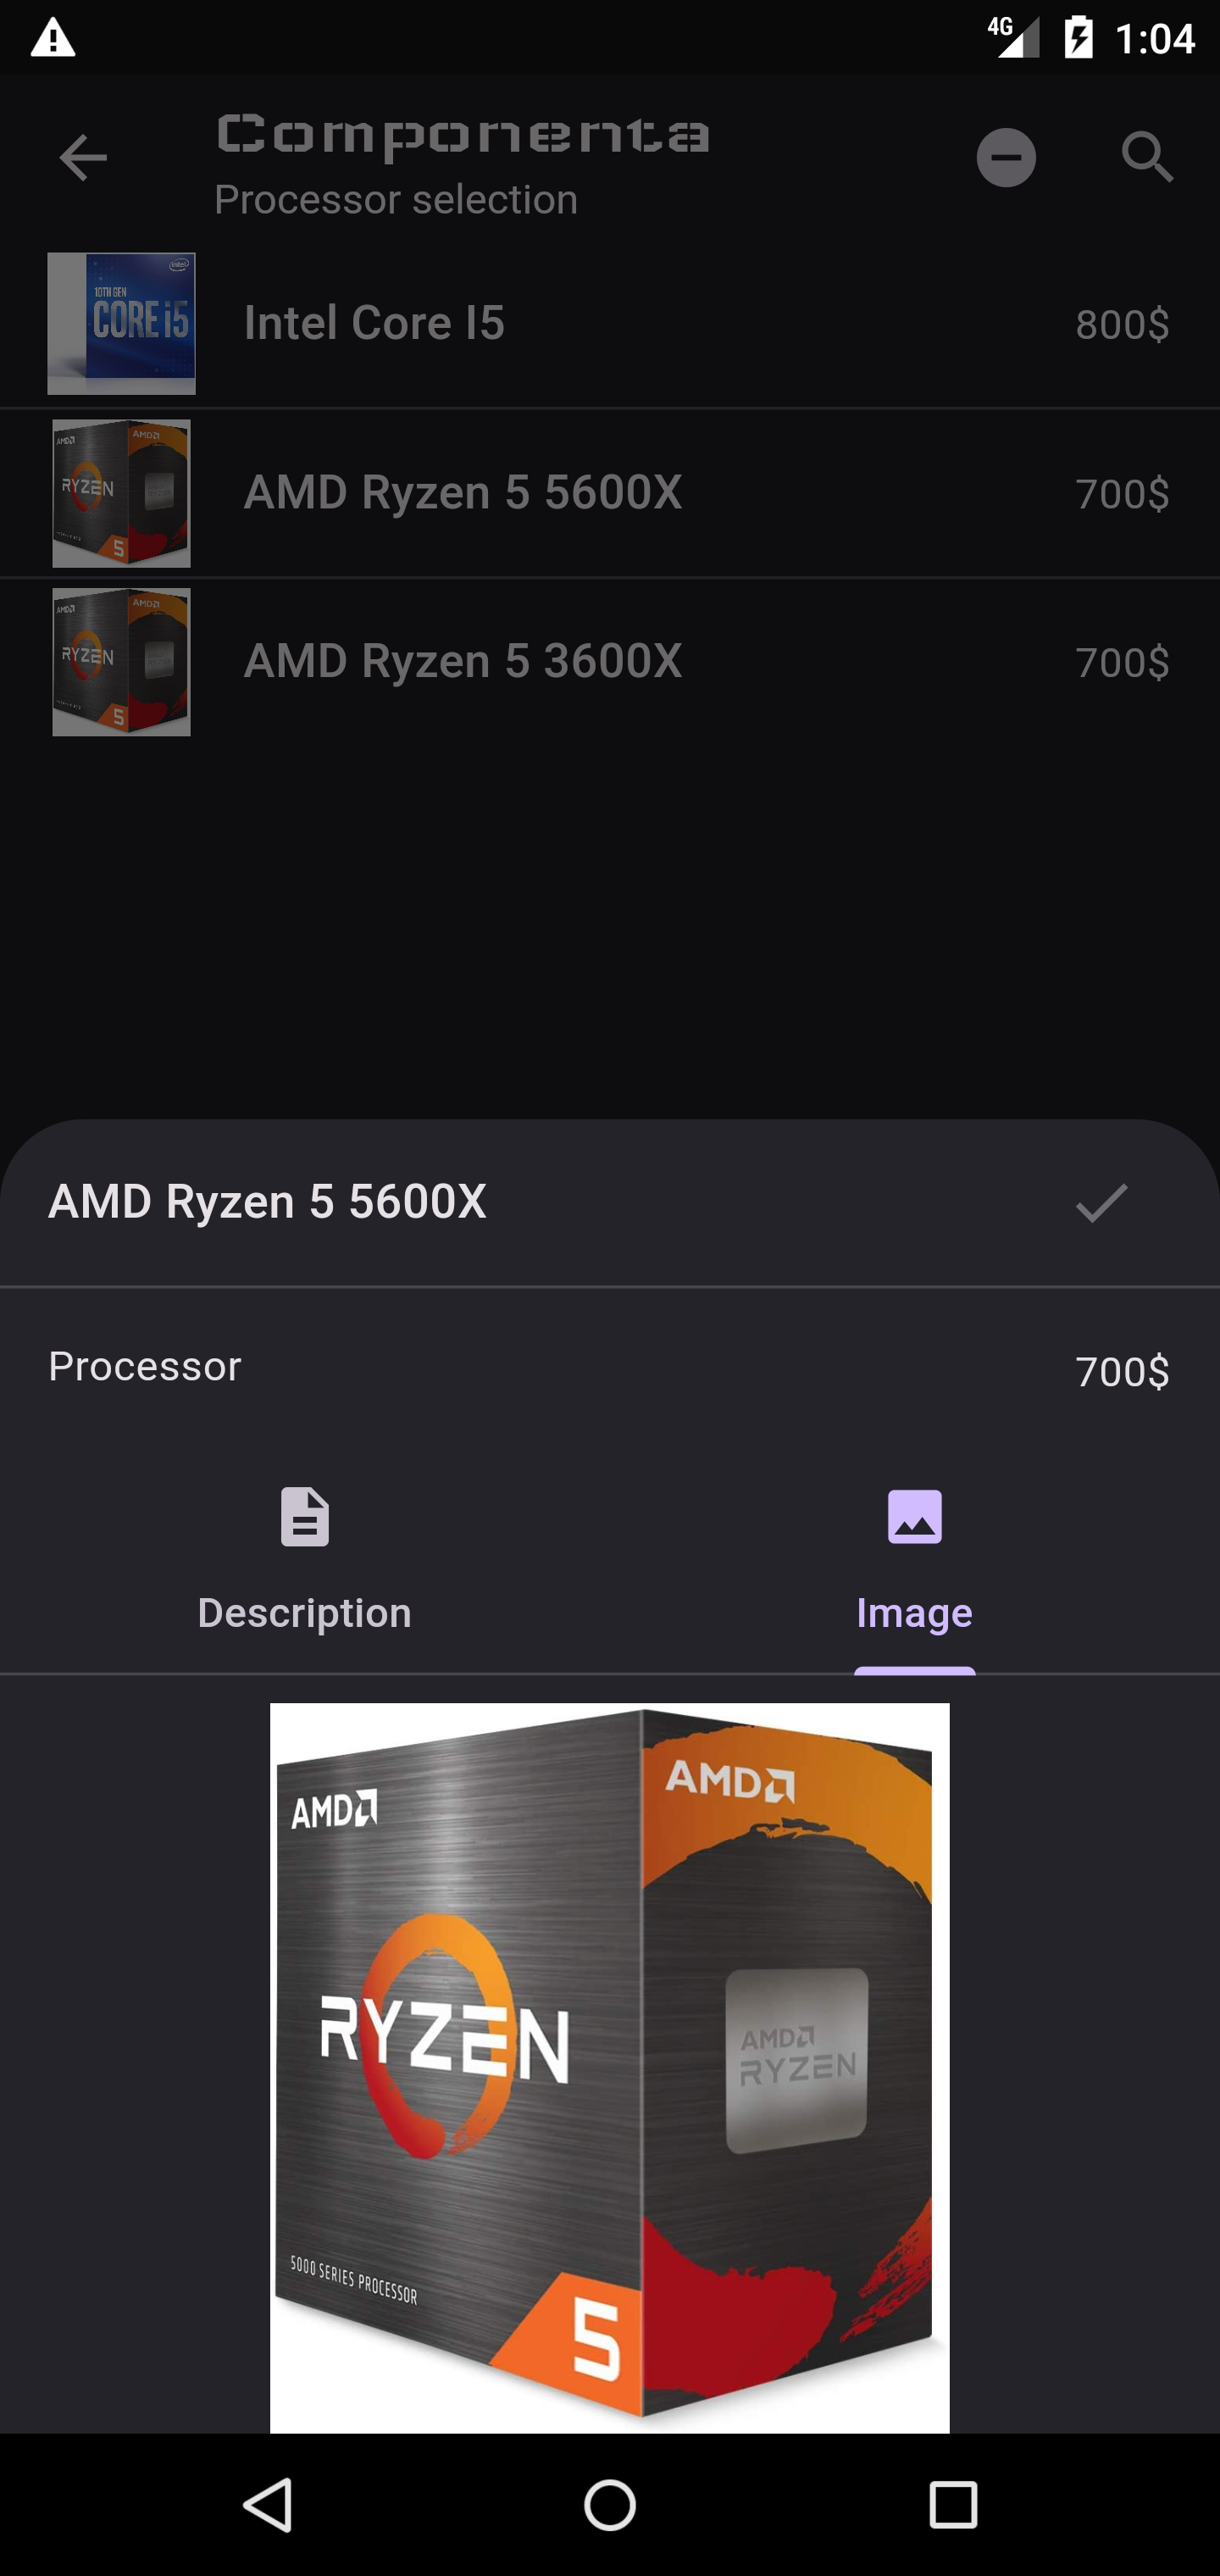 4G 1:04
Componenta
Processor selection
intel
10TH GEN
CORE i5
Intel Core I5 800$
AMD AMD
RYZEN
5
AMD Ryzen 5 5600X 700$
AMD AMD
RYZEN
5
AMD Ryzen 5 3600X 700$
AMD Ryzen 5 5600X
Processor 700$
Description Image
AMD AMD
RYZEN
AMD
RYZEN
5000 SERIES PROCESSOR
5